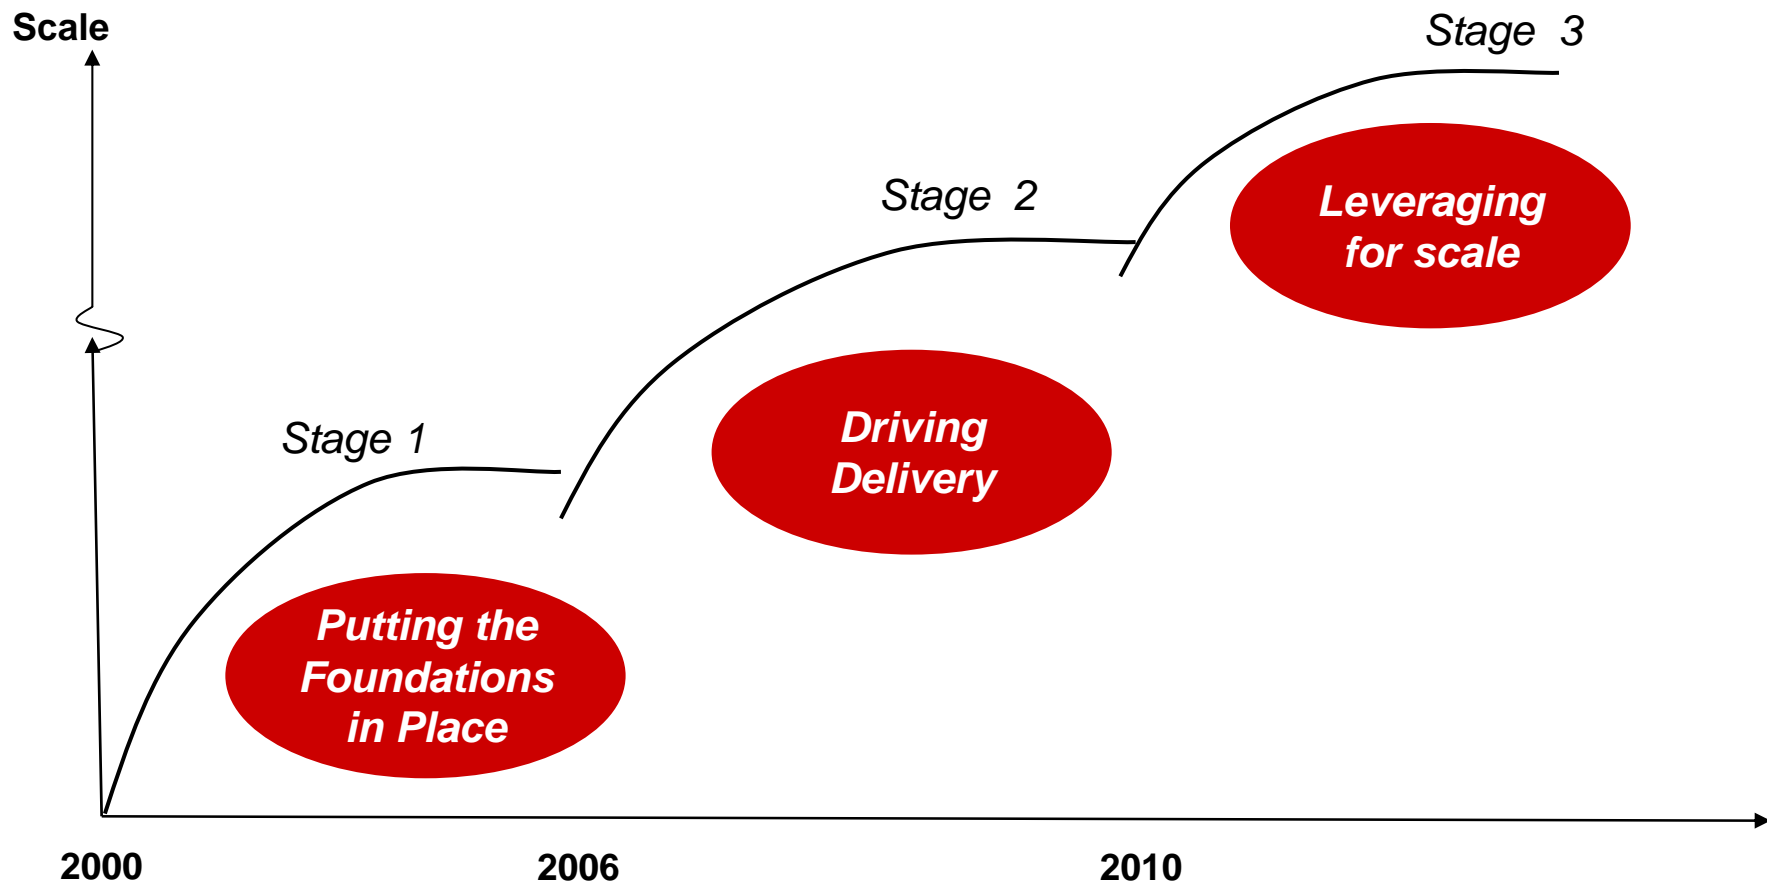 Scale
Stage 3
Leveraging
for scale
Stage 2
Driving
Delivery
Stage 1
Putting the
Foundations
in Place
2000
2006
2010